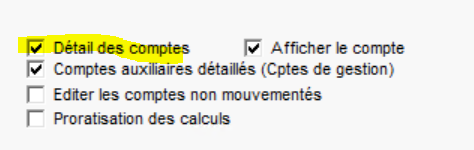 Détail des comptes Afficher le compte
Comptes auxiliaires détaillés (Cptes de gestion)
Editer les comptes non mouvementés
Proratisation des calculs